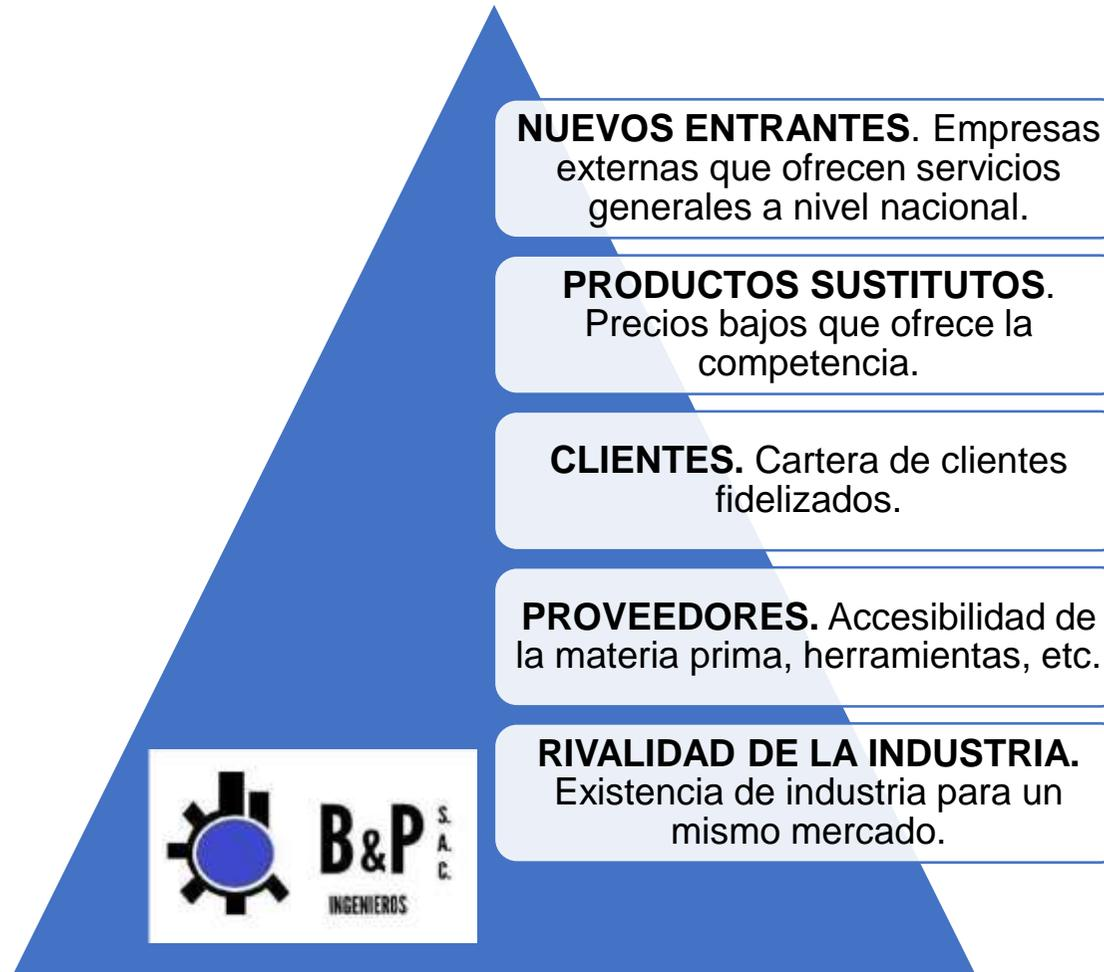 NUEVOS ENTRANTES. Empresas
externas que ofrecen servicios
generales a nivel nacional.
PRODUCTOS SUSTITUTOS.
Precios bajos que ofrece la
competencia.
CLIENTES. Cartera de clientes
fidelizados.
PROVEEDORES. Accesibilidad de
la materia prima, herramientas, etc.
RIVALIDAD DE LA INDUSTRIA.
Existencia de industria para un
mismo mercado.
B&P
S.
A.
C.
INGENIEROS